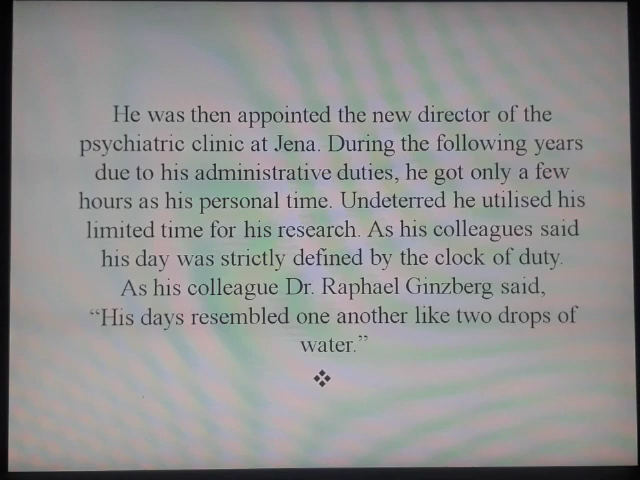 He was then appointed the new director of the
psychiatric clinic at Jena. During the following years
due to his administrative duties, he got only a few
hours as his personal time. Undeterred he utilised his
limited time for his research. As his colleagues said
his day was strictly defined by the clock of duty.
As his colleague Dr. Raphael Ginzberg said,
“His days resembled one another like two drops of
water.”
❖